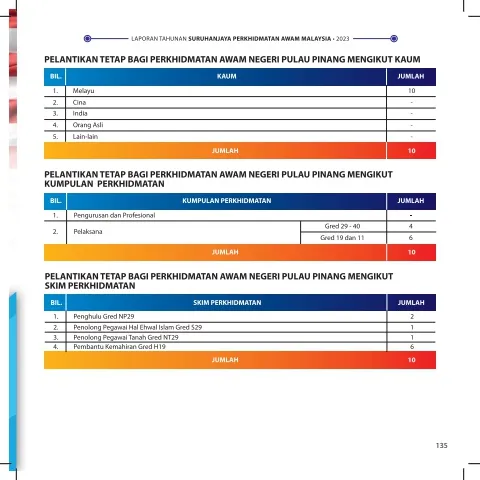 LAPORAN TAHUNAN SURUHANJAYA PERKHIDMATAN AWAM MALAYSIA • 2023
PELANTIKAN TETAP BAGI PERKHIDMATAN AWAM NEGERI PULAU PINANG MENGIKUT KAUM
BIL. KAUM JUMLAH
1. Melayu 10
2. Cina -
3. India -
4. Orang Asli -
5. Lain-lain -
JUMLAH 10
PELANTIKAN TETAP BAGI PERKHIDMATAN AWAM NEGERI PULAU PINANG MENGIKUT
KUMPULAN PERKHIDMATAN
BIL. KUMPULAN PERKHIDMATAN JUMLAH
1. Pengurusan dan Profesional -
2. Pelaksana Gred 29 - 40 4
Gred 19 dan 11 6
JUMLAH 10
PELANTIKAN TETAP BAGI PERKHIDMATAN AWAM NEGERI PULAU PINANG MENGIKUT
SKIM PERKHIDMATAN
BIL. SKIM PERKHIDMATAN JUMLAH
1. Penghulu Gred NP29 2
2. Penolong Pegawai Hal Ehwal Islam Gred S29 1
3. Penolong Pegawai Tanah Gred NT29 1
4. Pembantu Kemahiran Gred H19 6
JUMLAH 10
135